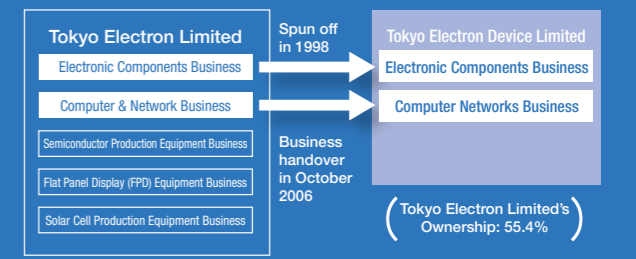 Tokyo Electron Limited
Electronic Components Business
Computer & Network Business
Semiconductor Production Equipment Business
Flat Panel Display (FPD) Equipment Business
Solar Cell Production Equipment Business
Spun off
in 1998
Business
handover
in October
2006
Tokyo Electron Device Limited
Electronic Components Business
Computer Networks Business
(Tokyo Electron Limited's
Ownership: 55.4%)